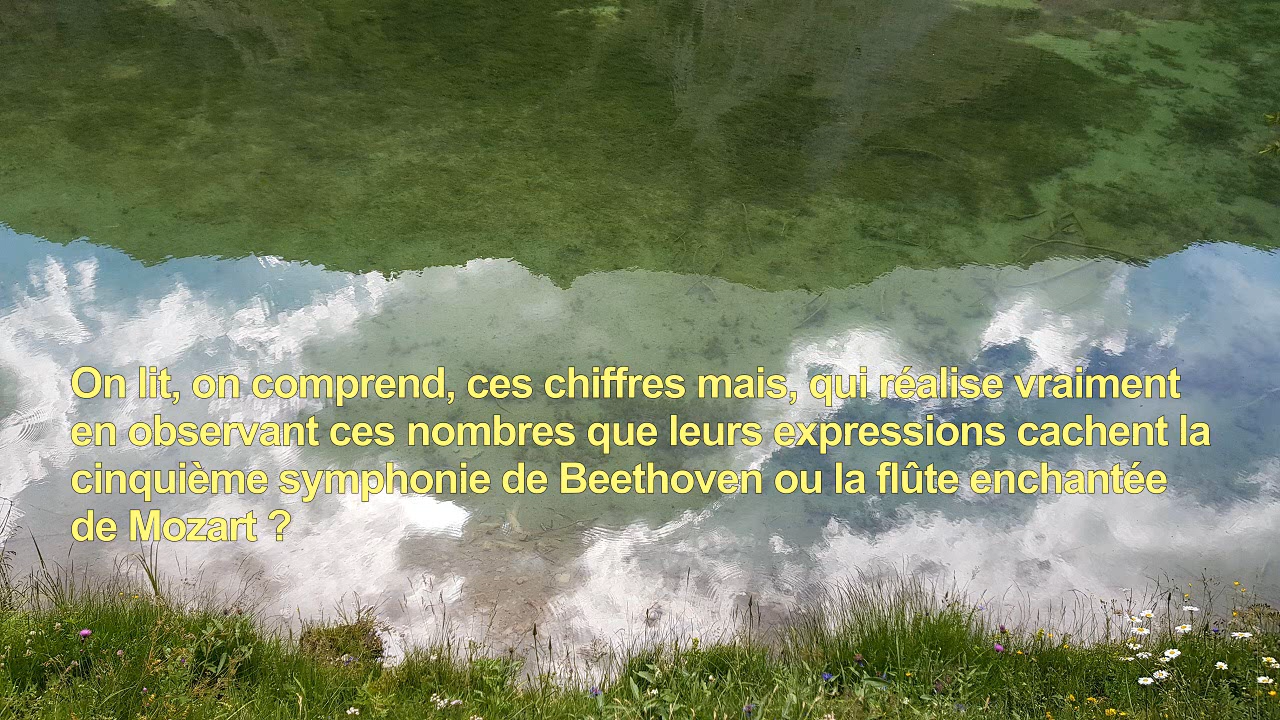 On lit, on comprend, ces chiffres mais, qui réalise vraiment
en observant ces nombres que leurs expressions cachent la
cinquième symphonie de Beethoven ou la flûte enchantée
de Mozart ?